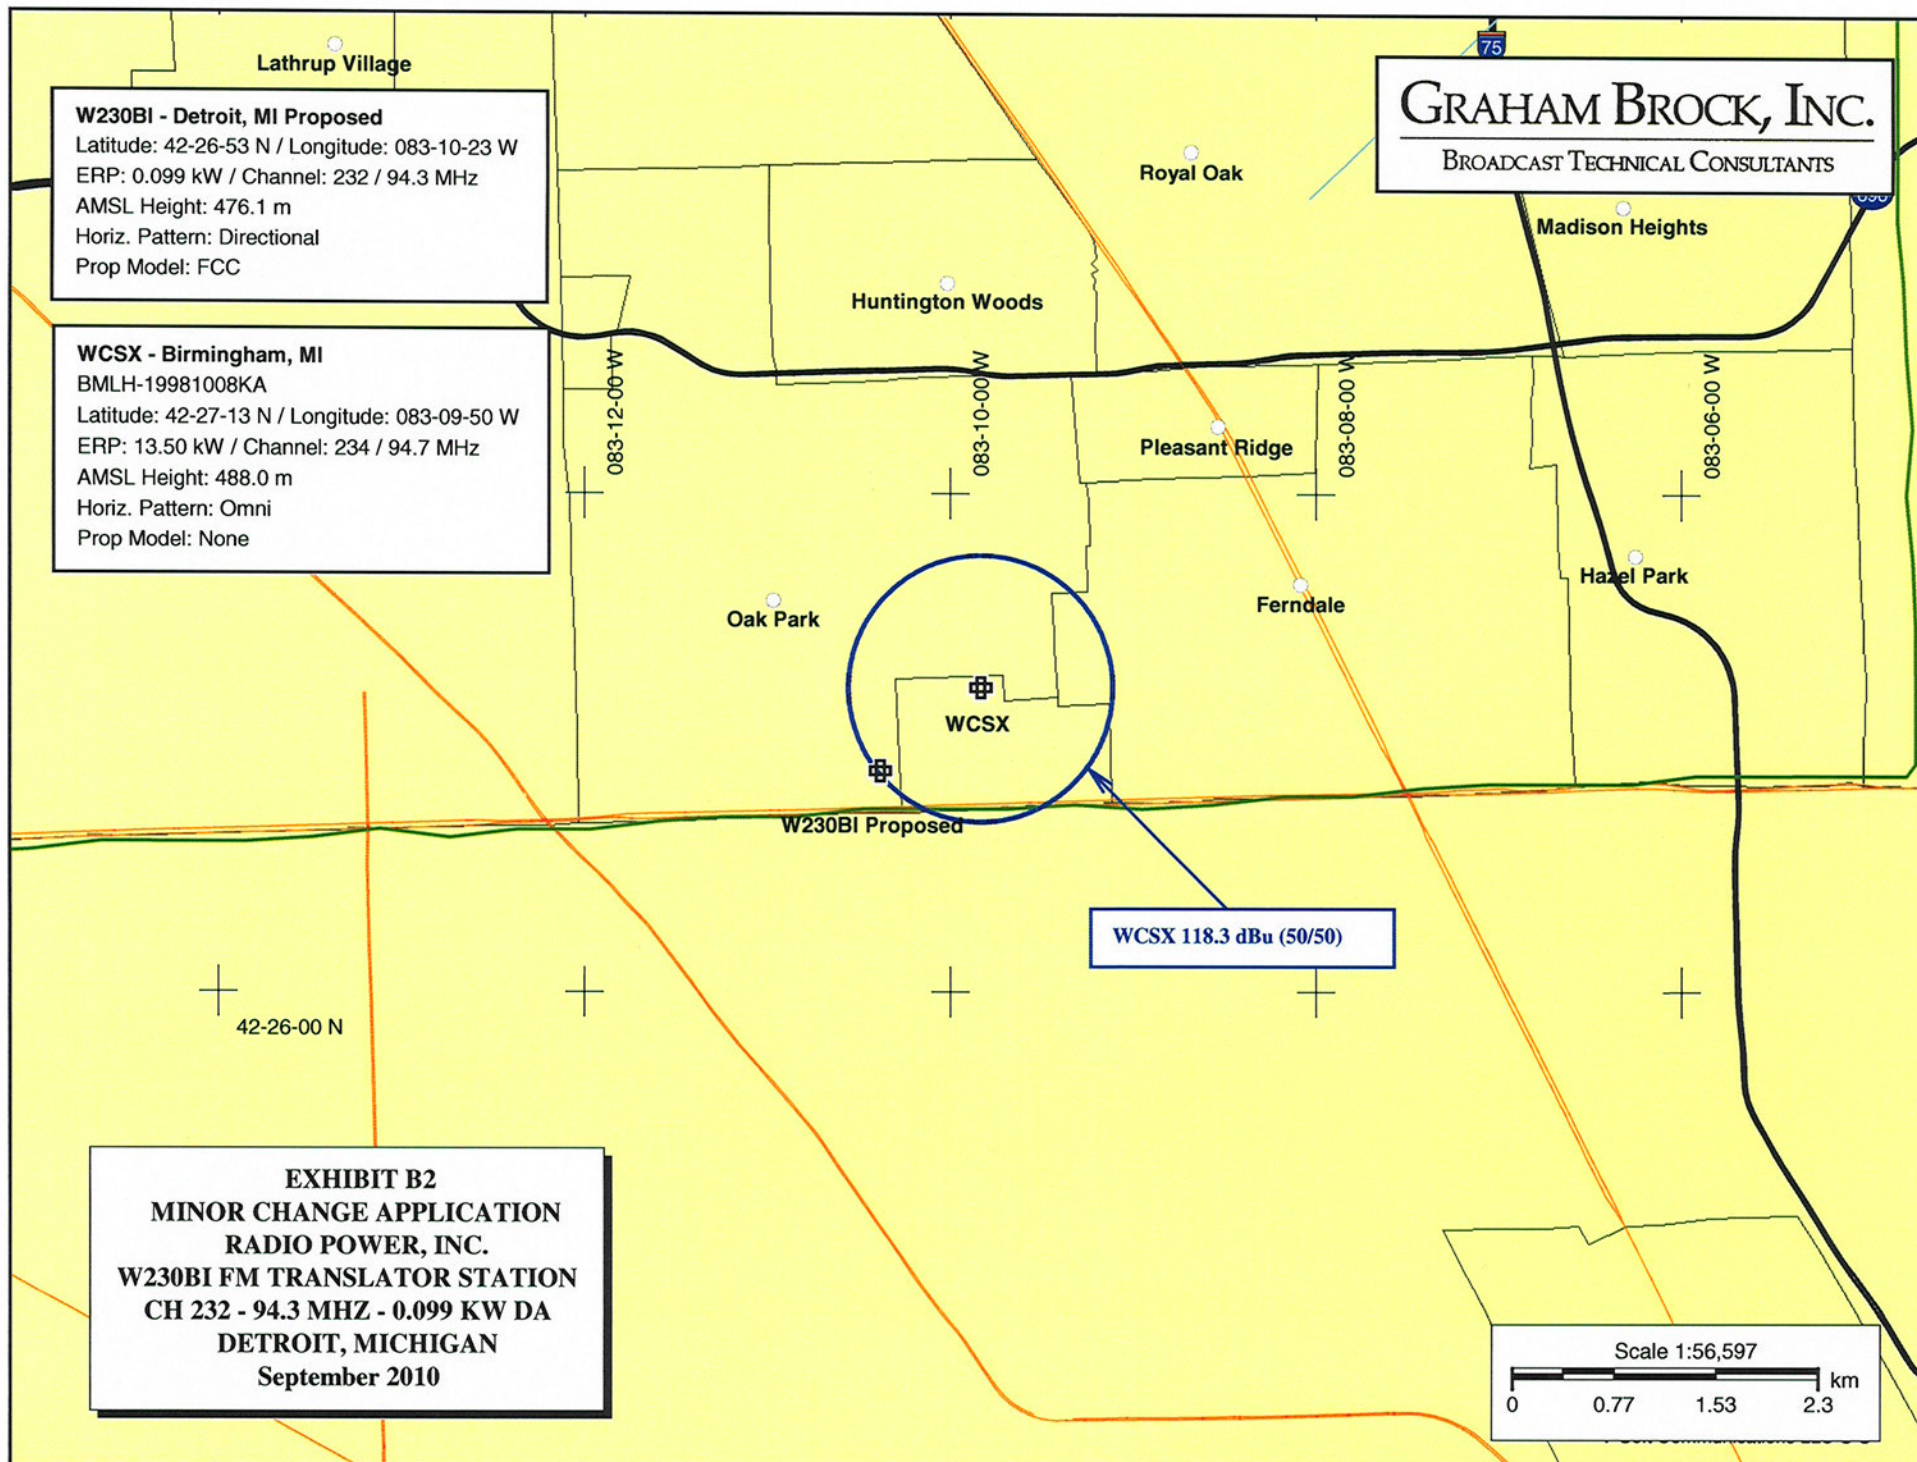 Lathrup Village
75
W230BI - Detroit, MI Proposed
Latitude: 42-26-53 N / Longitude: 083-10-23 W
ERP: 0.099 kW / Channel: 232 / 94.3 MHz
AMSL Height: 476.1 m
Horiz. Pattern: Directional
Prop Model: FCC
GRAHAM BROCK, INC.
BROADCAST TECHNICAL CONSULTANTS
Royal Oak
Madison Heights
Huntington Woods
WCSX - Birmingham, MI
BMLH-19981008KA
Latitude: 42-27-13 N / Longitude: 083-09-50 W
ERP: 13.50 kW / Channel: 234 / 94.7 MHz
AMSL Height: 488.0 m
Horiz. Pattern: Omni
Prop Model: None
083-12-00 W
083-10-00 W
083-08-00 W
083-06-00 W
Pleasant Ridge
Hazel Park
Oak Park
Ferndale
WCSX
W230BI Proposed
WCSX 118.3 dBu (50/50)
42-26-00 N
EXHIBIT B2
MINOR CHANGE APPLICATION
RADIO POWER, INC.
W230BI FM TRANSLATOR STATION
CH 232 - 94.3 MHZ - 0.099 KW DA
DETROIT, MICHIGAN
September 2010
Scale 1:56,597
km
0 0.77 1.53 2.3